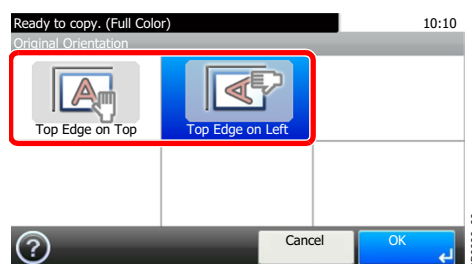 Ready to copy. (Full Color) 10:10
Original Orientation
Top Edge on Top Top Edge on Left
Cancel OK